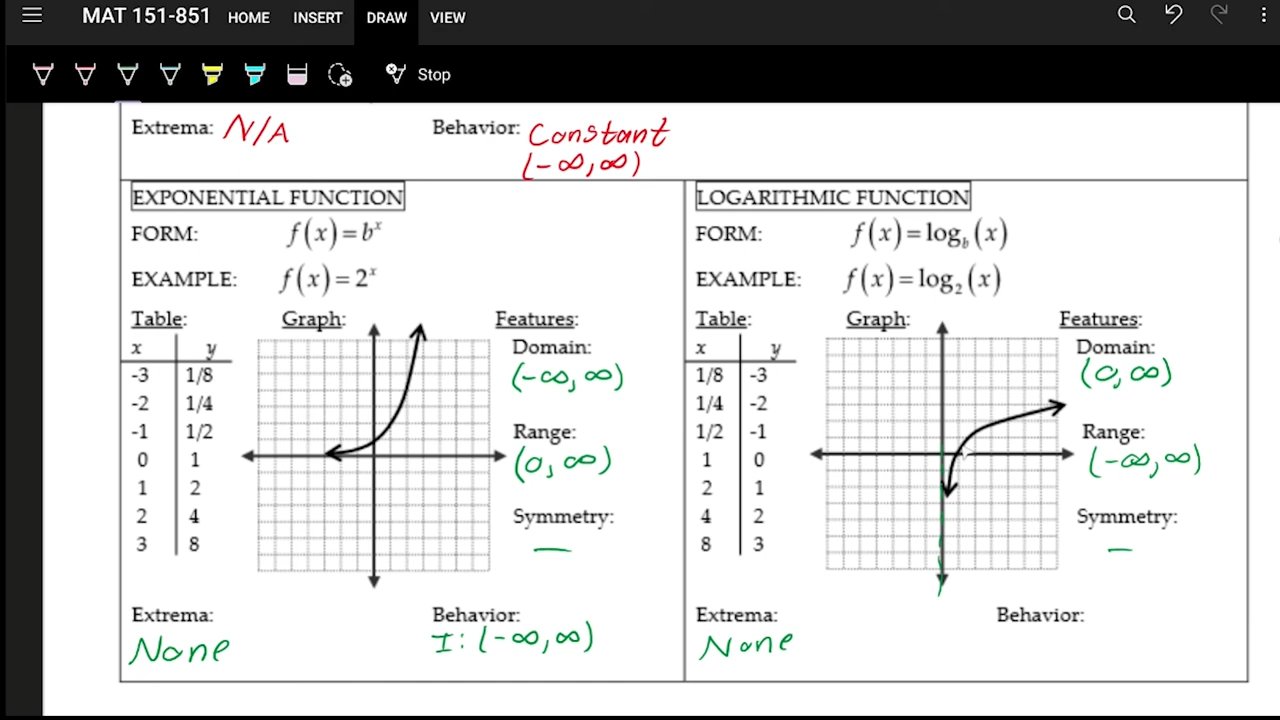 MAT 151-851 HOME INSERT DRAW VIEW
Stop
Extrema: N/A Behavior: Constant
(-∞, ∞)
EXPONENTIAL FUNCTION
FORM: f(x) = b^x
EXAMPLE: f(x) = 2^x
Table: Graph: Features:
x y Domain:
-3 1/8 (-∞, ∞)
-2 1/4
-1 1/2 Range:
0 1 (0, ∞)
1 2
2 4 Symmetry:
3 8 —
Extrema: Behavior:
None I: (-∞, ∞)
LOGARITHMIC FUNCTION
FORM: f(x) = log_b(x)
EXAMPLE: f(x) = log_2(x)
Table: Graph: Features:
x y Domain:
1/8 -3 (0, ∞)
1/4 -2
1/2 -1 Range:
1 0 (-∞, ∞)
2 1
4 2 Symmetry:
8 3 —
Extrema: Behavior:
None